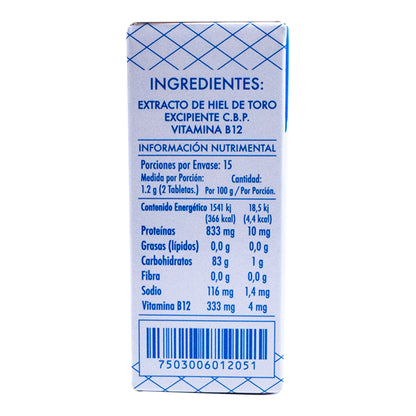 INGREDIENTES:
EXTRACTO DE HIEL DE TORO
EXCIPIENTE C.B.P.
VITAMINA B12
INFORMACIÓN NUTRIMENTAL
Porciones por Envase: 15
Medida por Porción: Cantidad:
1.2 g (2 Tabletas.) Por 100 g / Por Porción.
Contenido Energético 1541 kj 18,5 kj
(366 kcal) (4,4 kcal)
Proteínas 833 mg 10 mg
Grasas (lípidos) 0,0 g 0,0 g
Carbohidratos 83 g 1 g
Fibra 0,0 g 0,0 g
Sodio 116 mg 1,4 mg
Vitamina B12 333 mg 4 mg
7503006012051